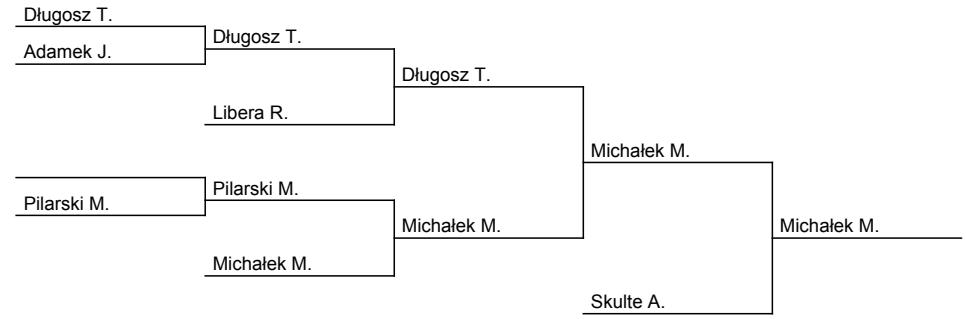 Długosz T.
Adamek J.
Długosz T.
Libera R.
Długosz T.
Pilarski M.
Pilarski M.
Michałek M.
Michałek M.
Michałek M.
Skulte A.
Michałek M.